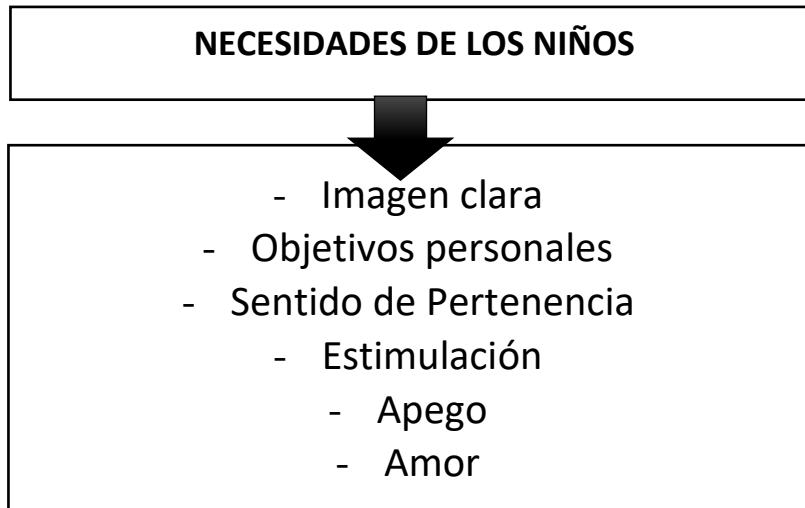 NECESIDADES DE LOS NIÑOS
- Imagen clara
- Objetivos personales
- Sentido de Pertenencia
- Estimulación
- Apego
- Amor